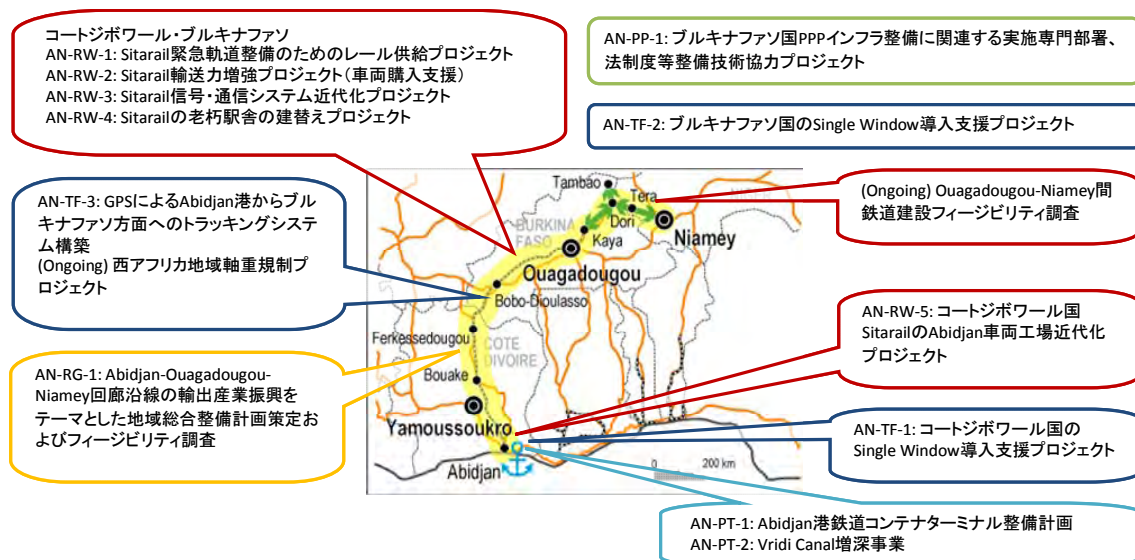 コートジボワール・ブルキナファソ
AN-RW-1: Sitarail緊急軌道整備のためのレール供給プロジェクト
AN-RW-2: Sitarail輸送力増強プロジェクト（車両購入支援）
AN-RW-3: Sitarail信号・通信システム近代化プロジェクト
AN-RW-4: Sitarailの老朽駅舎の建替えプロジェクト
AN-PP-1: ブルキナファソ国PPPインフラ整備に関連する実施専門部署、
法制度等整備技術協力プロジェクト
AN-TF-2: ブルキナファソ国のSingle Window導入支援プロジェクト
AN-TF-3: GPSによるAbidjan港からブル
キナファソ方面へのトラッキングシステ
ム構築
(Ongoing) 西アフリカ地域軸重規制プ
ロジェクト
AN-RG-1: Abidjan-Ouagadougou-
Niamey回廊沿線の輸出産業振興を
テーマとした地域総合整備計画策定お
よびフィージビリティ調査
Tambao
Tera
BURKINA
FASO
Dori
Kaya
Niamey
Ouagadougou
Bobo-Dioulasso
Ferkessedougou
COTE
DIVOIRE
Bouake
Yamoussoukro
Abidjan
0
200 km
(Ongoing) Ouagadougou-Niamey間
鉄道建設フィージビリティ調査
AN-RW-5: コートジボワール国
SitarailのAbidjan車両工場近代化
プロジェクト
AN-TF-1: コートジボワール国の
Single Window導入支援プロジェクト
AN-PT-1: Abidjan港鉄道コンテナターミナル整備計画
AN-PT-2: Vridi Canal増深事業